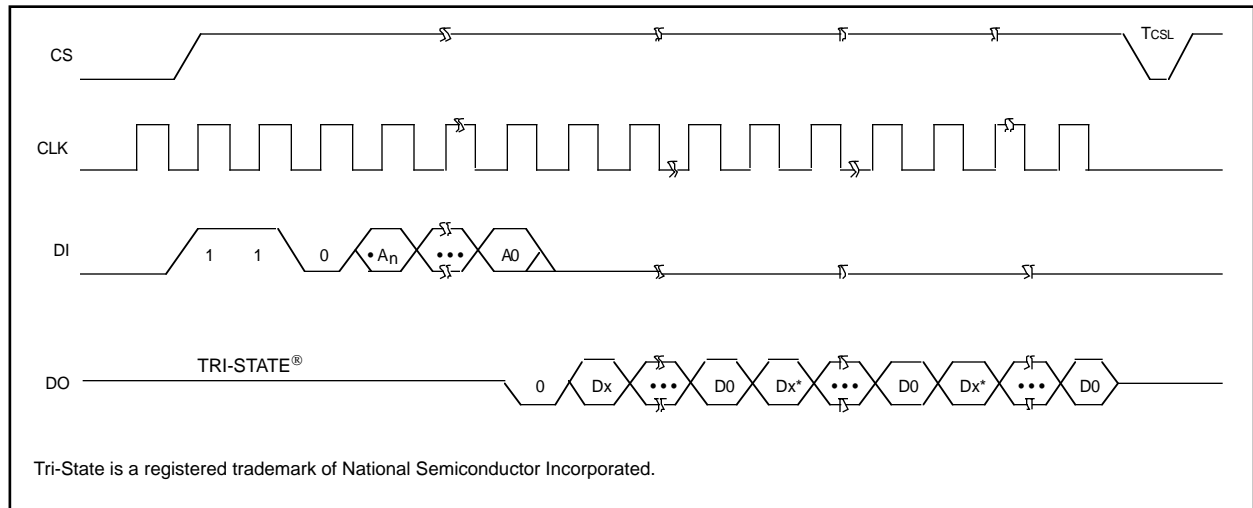 CS TCSL
CLK
DI 1 1 0 •An ••• A0
TRI-STATE®
DO 0 Dx ••• D0 Dx* ••• D0 Dx* ••• D0
Tri-State is a registered trademark of National Semiconductor Incorporated.